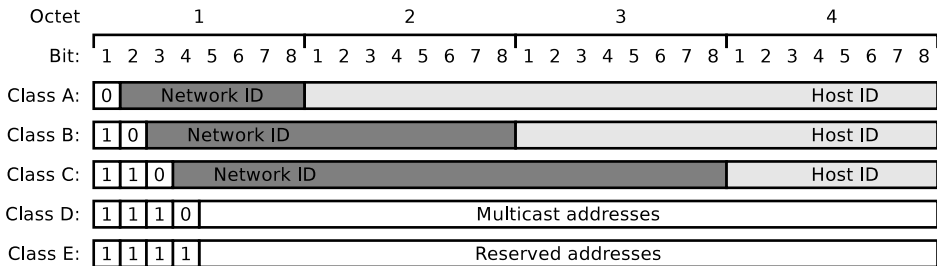 Octet 1 2 3 4
Bit: 1 2 3 4 5 6 7 8 1 2 3 4 5 6 7 8 1 2 3 4 5 6 7 8 1 2 3 4 5 6 7 8
Class A: 0 Network ID Host ID
Class B: 1 0 Network ID Host ID
Class C: 1 1 0 Network ID Host ID
Class D: 1 1 1 0 Multicast addresses
Class E: 1 1 1 1 Reserved addresses